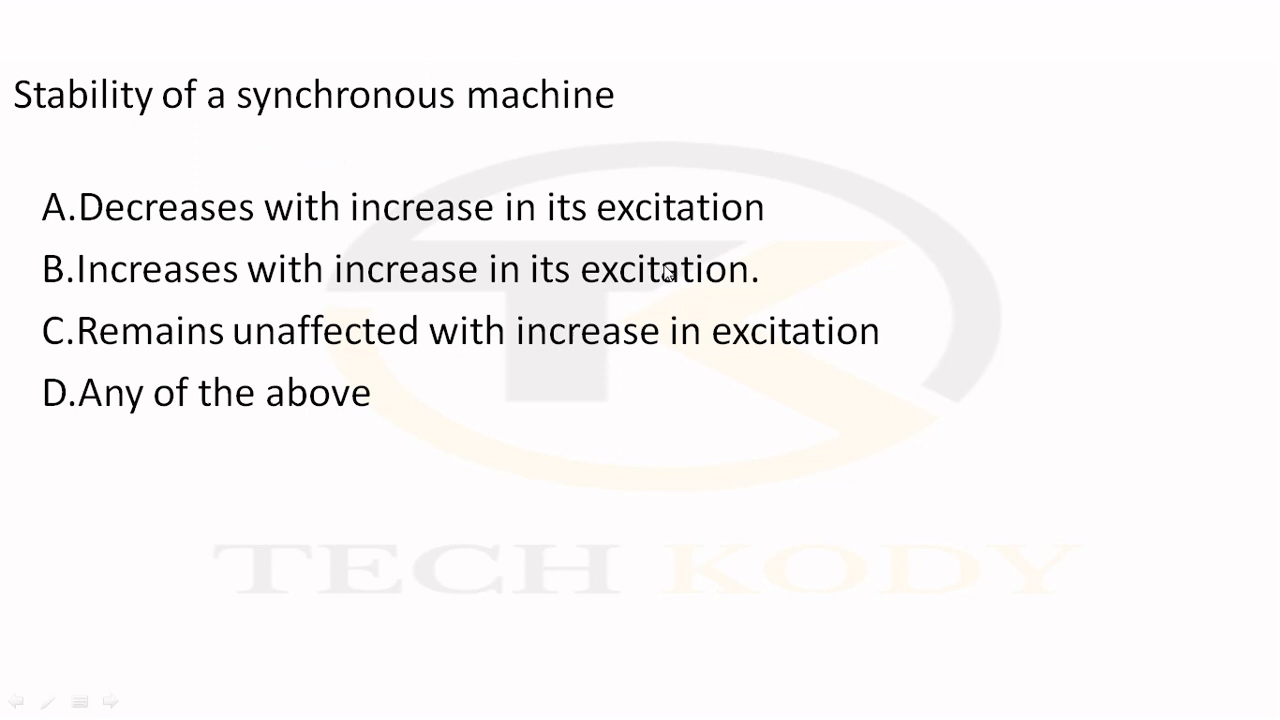 Stability of a synchronous machine
A.Decreases with increase in its excitation
B.Increases with increase in its excitation.
C.Remains unaffected with increase in excitation
D.Any of the above
TECH KODY